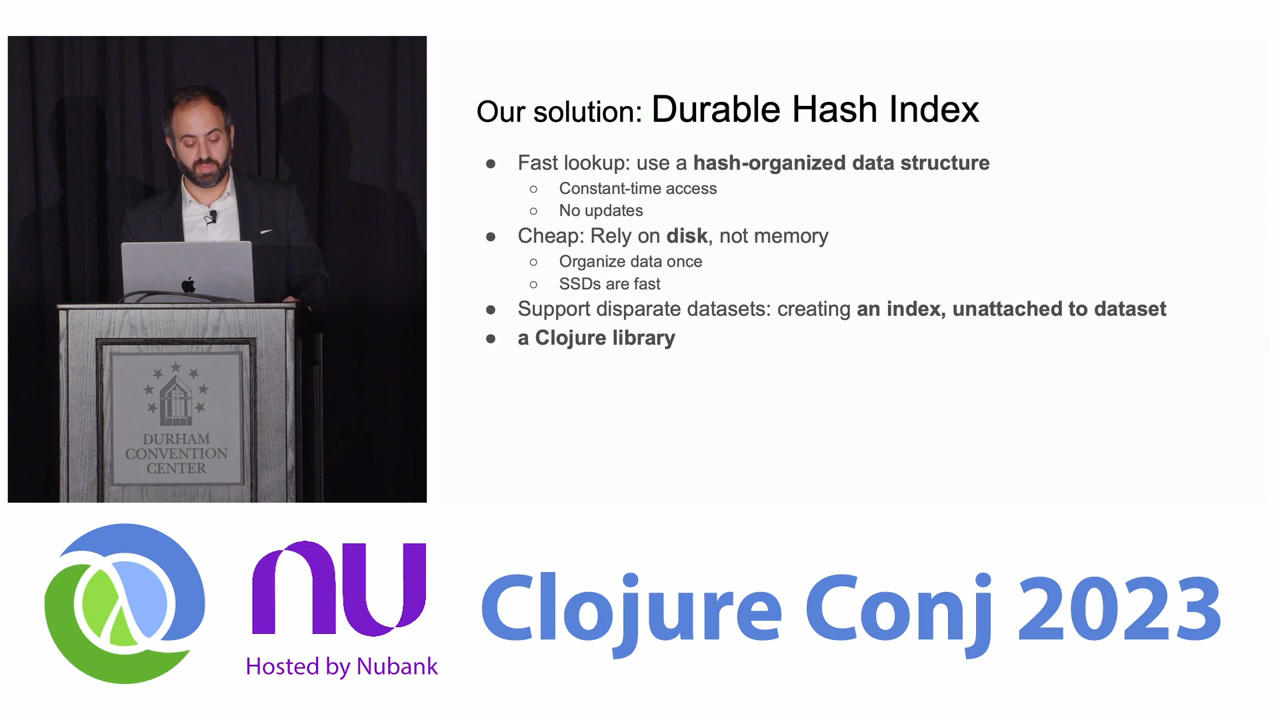 Our solution: Durable Hash Index
● Fast lookup: use a hash-organized data structure
○ Constant-time access
○ No updates
● Cheap: Rely on disk, not memory
○ Organize data once
○ SSDs are fast
● Support disparate datasets: creating an index, unattached to dataset
● a Clojure library
DURHAM
CONVENTION
CENTER
nu
Hosted by Nubank
Clojure Conj 2023